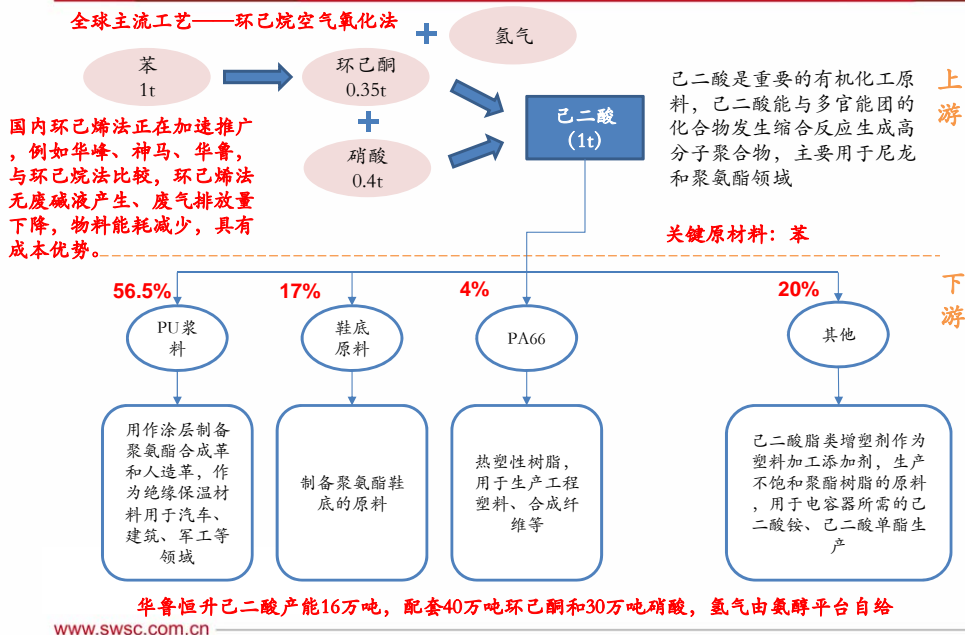 全球主流工艺——环己烷空气氧化法
氢气
苯
1t
环己酮
0.35t
硝酸
0.4t
己二酸
(1t)
己二酸是重要的有机化工原
料，己二酸能与多官能团的
化合物发生缩合反应生成高
分子聚合物，主要用于尼龙
和聚氨酯领域
上
游
国内环己烯法正在加速推广
，例如华峰、神马、华鲁，
与环己烷法比较，环己烯法
无废碱液产生、废气排放量
下降，物料能耗减少，具有
成本优势。
关键原材料：苯
下
游
56.5%
17%
4%
20%
PU浆
料
鞋底
原料
PA66
其他
用作涂层制备
聚氨酯合成革
和人造革，作
为绝缘保温材
料用于汽车、
建筑、军工等
领域
制备聚氨酯鞋
底的原料
热塑性树脂，
用于生产工程
塑料、合成纤
维等
己二酸脂类增塑剂作为
塑料加工添加剂，生产
不饱和聚酯树脂的原料
，用于电容器所需的己
二酸铵、己二酸单酯生
产
华鲁恒升己二酸产能16万吨，配套40万吨环己酮和30万吨硝酸，氢气由氨醇平台自给
www.swsc.com.cn